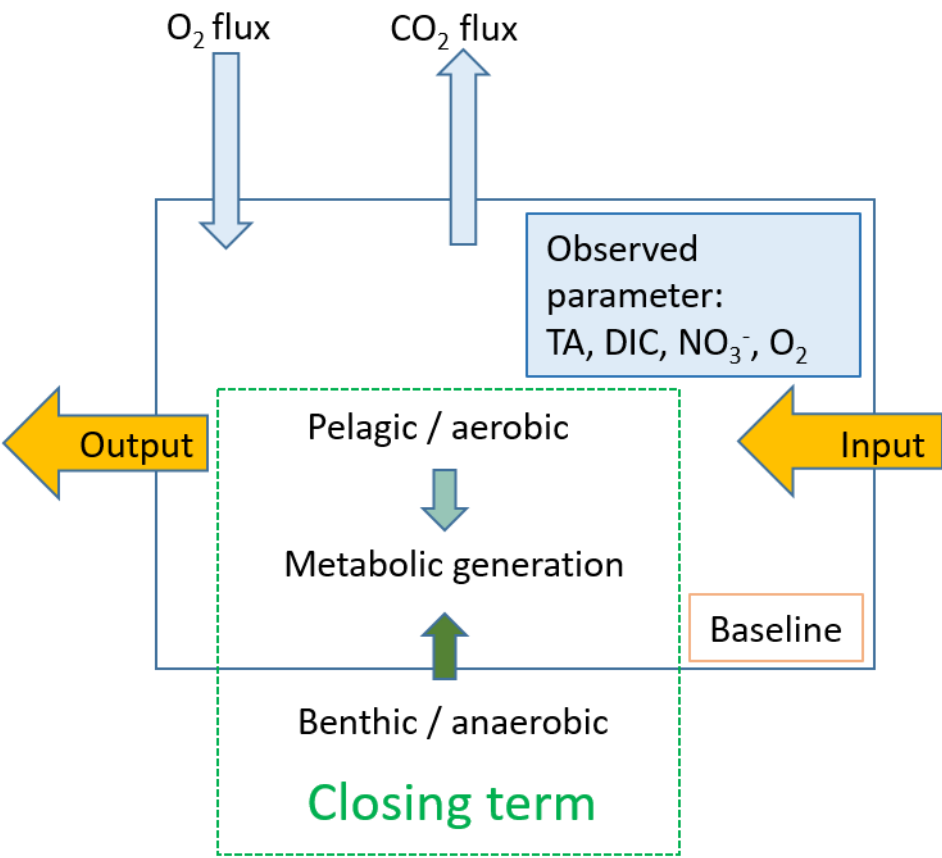 O₂ flux
CO₂ flux
Observed
parameter:
TA, DIC, NO₃⁻, O₂
Output
Pelagic / aerobic
Input
Metabolic generation
Baseline
Benthic / anaerobic
Closing term